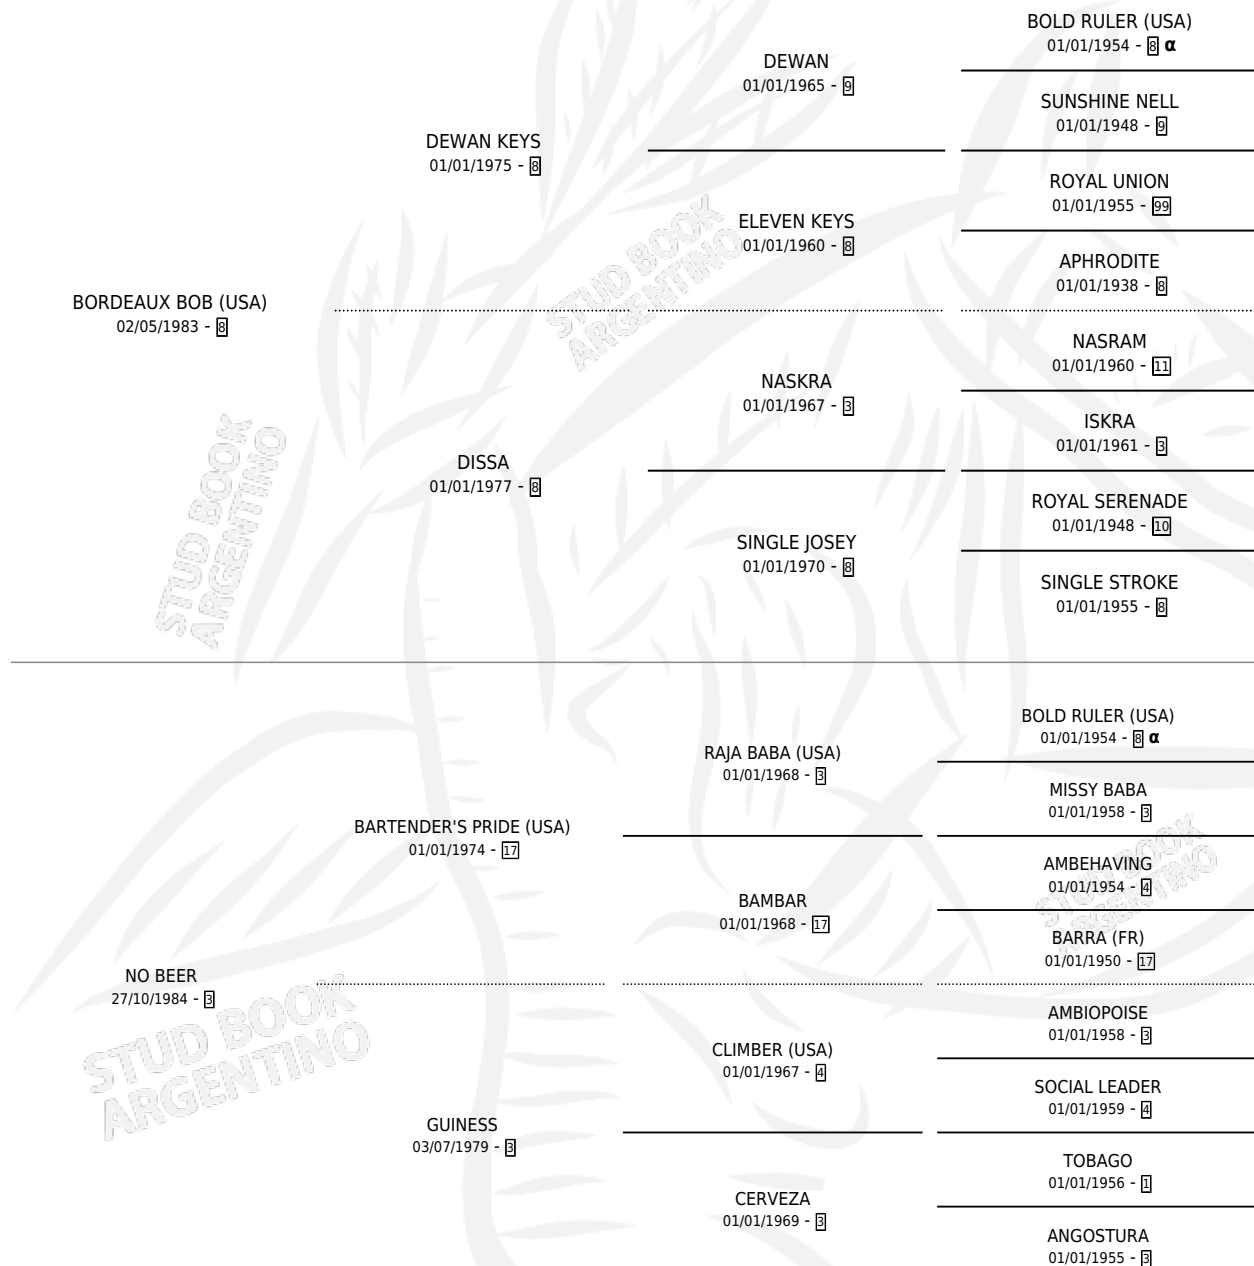 BORDEAUX BOB (USA)
02/05/1983 - 8
DEWAN KEYS
01/01/1975 - 8
DEWAN
01/01/1965 - 9
BOLD RULER (USA)
01/01/1954 - 8 α
SUNSHINE NELL
01/01/1948 - 9
ELEVEN KEYS
01/01/1960 - 8
ROYAL UNION
01/01/1955 - 99
APHRODITE
01/01/1938 - 8
DISSA
01/01/1977 - 8
NASKRA
01/01/1967 - 3
NASRAM
01/01/1960 - 11
ISKRA
01/01/1961 - 3
SINGLE JOSEY
01/01/1970 - 8
ROYAL SERENADE
01/01/1948 - 10
SINGLE STROKE
01/01/1955 - 8
STUD BOOK
ARGENTINO
STUD BOOK
ARGENTINO
NO BEER
27/10/1984 - 3
BARTENDER'S PRIDE (USA)
01/01/1974 - 17
RAJA BABA (USA)
01/01/1968 - 3
BOLD RULER (USA)
01/01/1954 - 8 α
MISSY BABA
01/01/1958 - 3
BAMBAR
01/01/1968 - 17
AMBEHAVING
01/01/1954 - 4
BARRA (FR)
01/01/1950 - 17
GUINESS
03/07/1979 - 3
CLIMBER (USA)
01/01/1967 - 4
AMBIOPOISE
01/01/1958 - 3
SOCIAL LEADER
01/01/1959 - 4
CERVEZA
01/01/1969 - 3
TOBAGO
01/01/1956 - 1
ANGOSTURA
01/01/1955 - 3
STUD BOOK
ARGENTINO
STUD BOOK
ARGENTINO